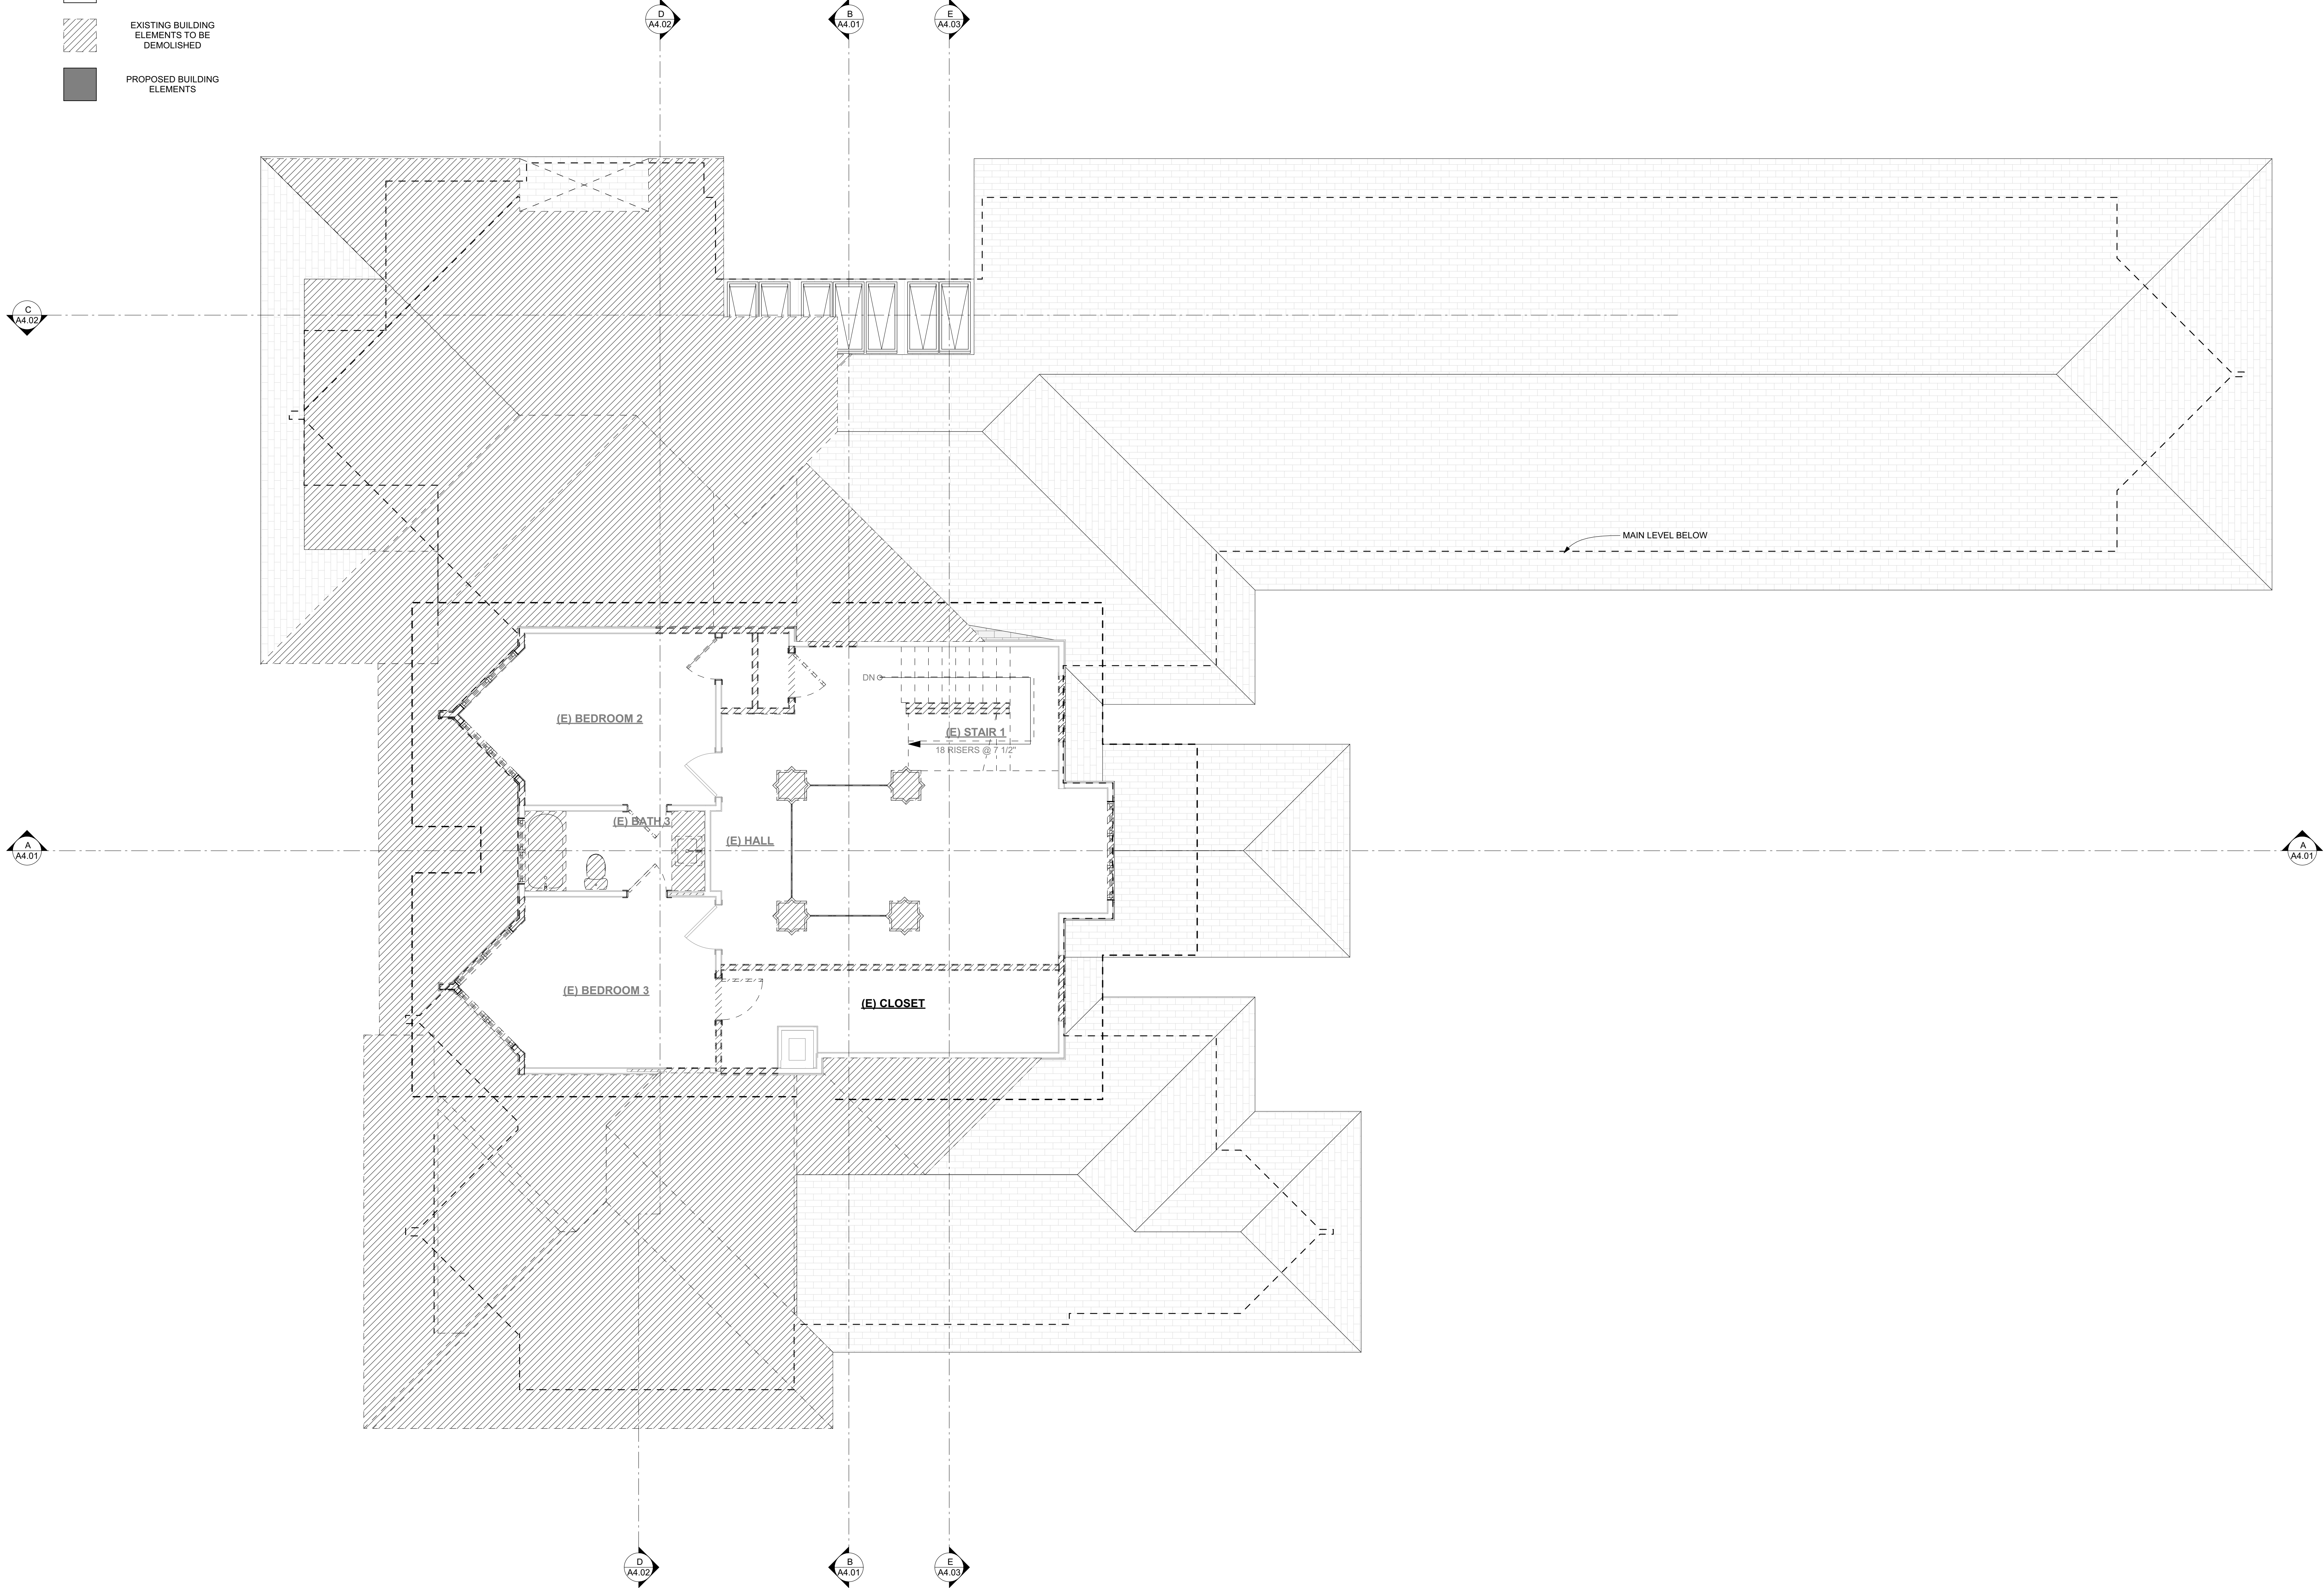 EXISTING BUILDING
ELEMENTS TO BE
DEMOLISHED
PROPOSED BUILDING
ELEMENTS
D
A4.02
B
A4.01
E
A4.03
C
A4.02
MAIN LEVEL BELOW
DN
(E) BEDROOM 2
(E) STAIR 1
18 RISERS @ 7 1/2"
(E) BATH 3
(E) HALL
A
A4.01
A
A4.01
(E) BEDROOM 3
(E) CLOSET
D
A4.02
B
A4.01
E
A4.03